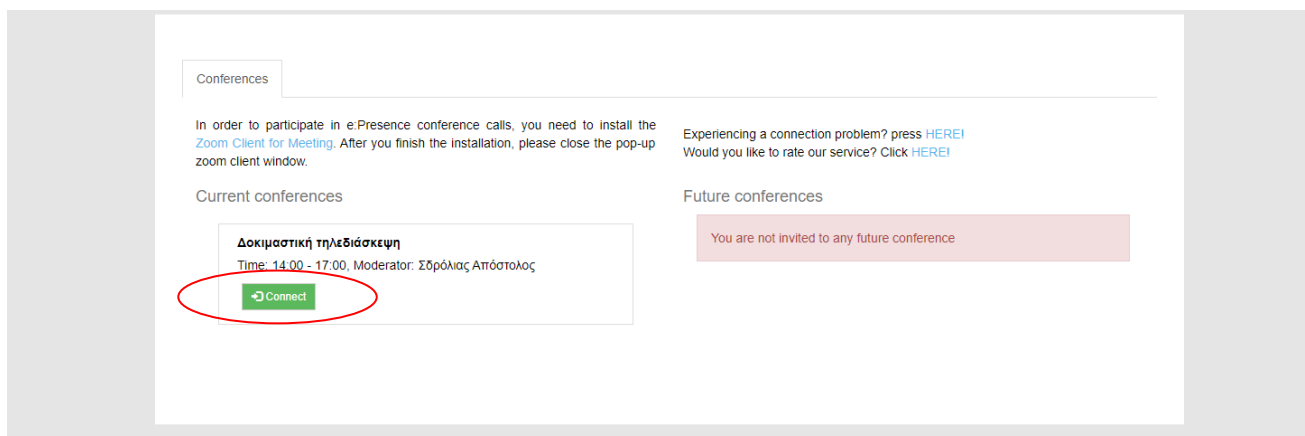 Conferences
In order to participate in e:Presence conference calls, you need to install the
Zoom Client for Meeting. After you finish the installation, please close the pop-up
zoom client window.
Experiencing a connection problem? press HERE!
Would you like to rate our service? Click HERE!
Current conferences
Δοκιμαστική τηλεδιάσκεψη
Time: 14:00 - 17:00, Moderator: Σδρόλιας Απόστολος
Connect
Future conferences
You are not invited to any future conference